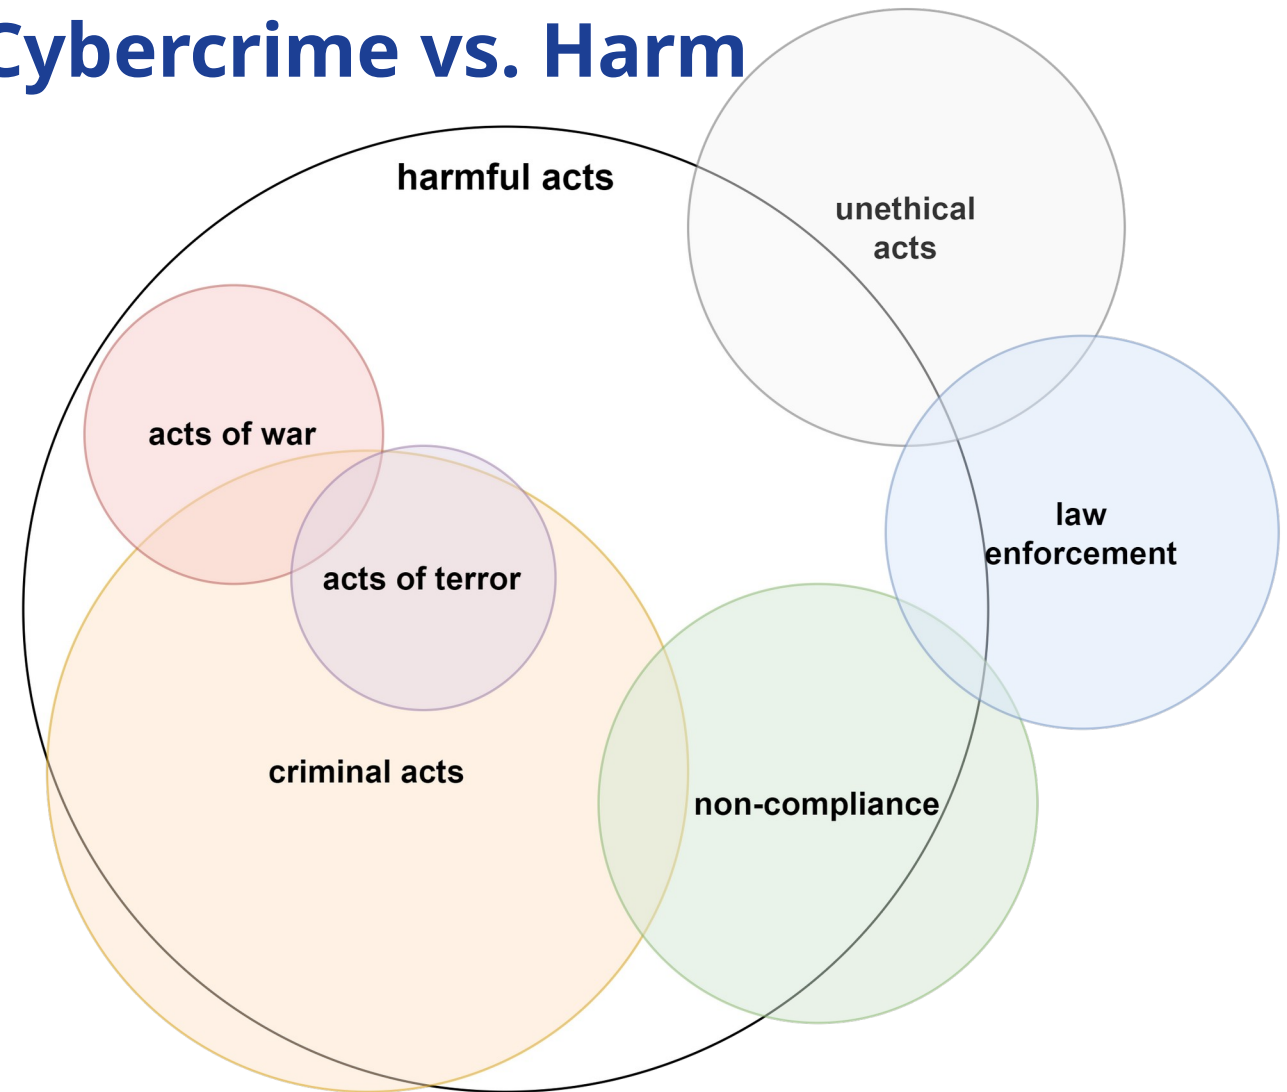 Cybercrime vs. Harm
harmful acts
unethical
acts
acts of war
law
enforcement
acts of terror
criminal acts
non-compliance